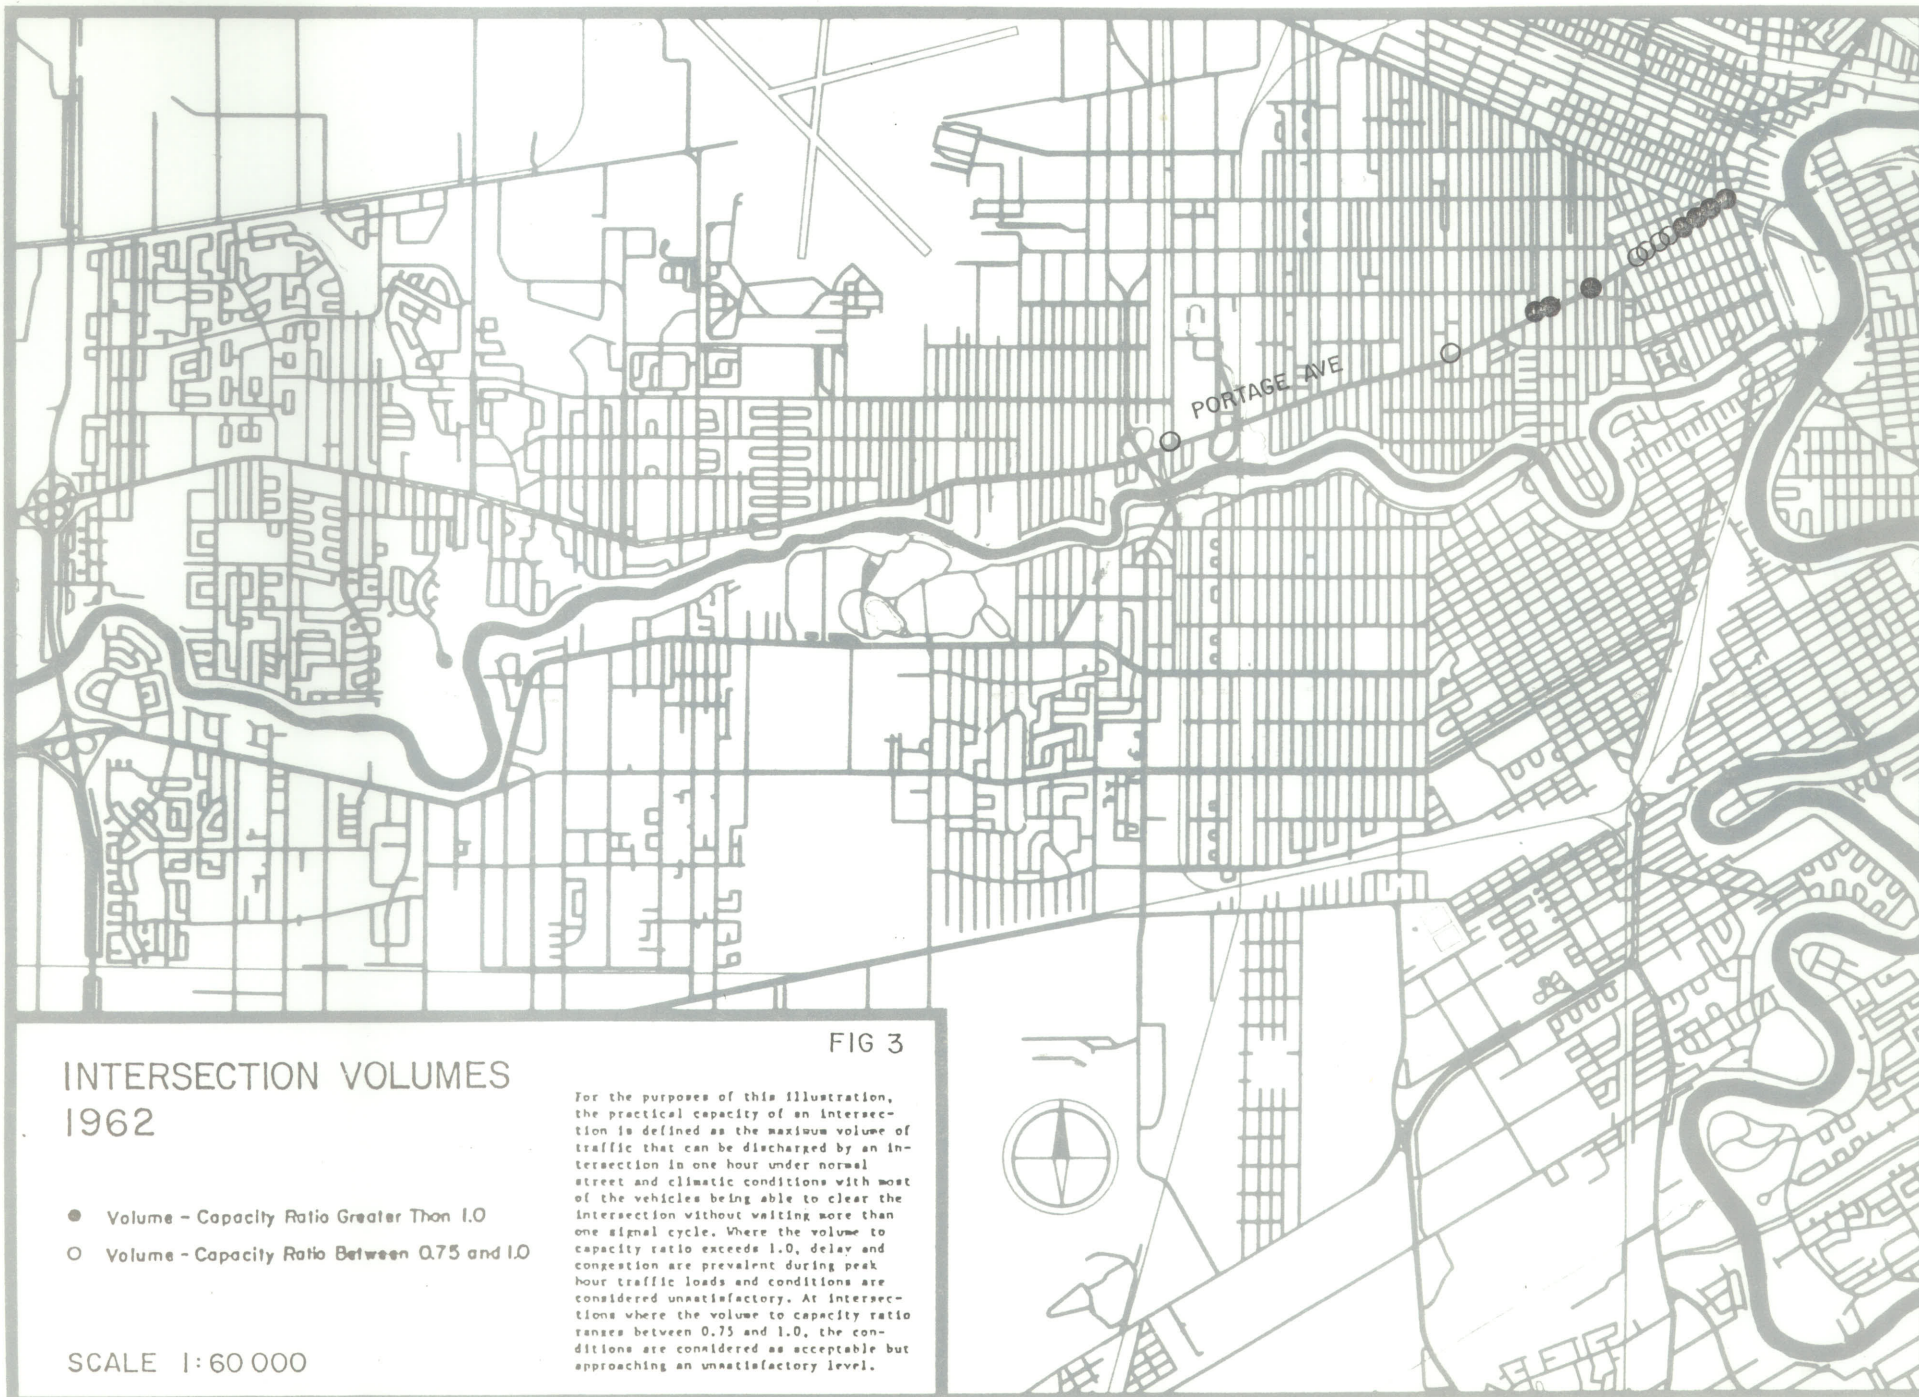 PORTAGE AVE
FIG 3
INTERSECTION VOLUMES
1962
● Volume - Capacity Ratio Greater Than 1.0
○ Volume - Capacity Ratio Between 0.75 and 1.0
SCALE 1:60 000
For the purposes of this illustration,
the practical capacity of an intersec-
tion is defined as the maximum volume of
traffic that can be discharged by an in-
tersection in one hour under normal
street and climatic conditions with most
of the vehicles being able to clear the
intersection without waiting more than
one signal cycle. Where the volume to
capacity ratio exceeds 1.0, delay and
congestion are prevalent during peak
hour traffic loads and conditions are
considered unsatisfactory. At intersec-
tions where the volume to capacity ratio
ranges between 0.75 and 1.0, the con-
ditions are considered as acceptable but
approaching an unsatisfactory level.